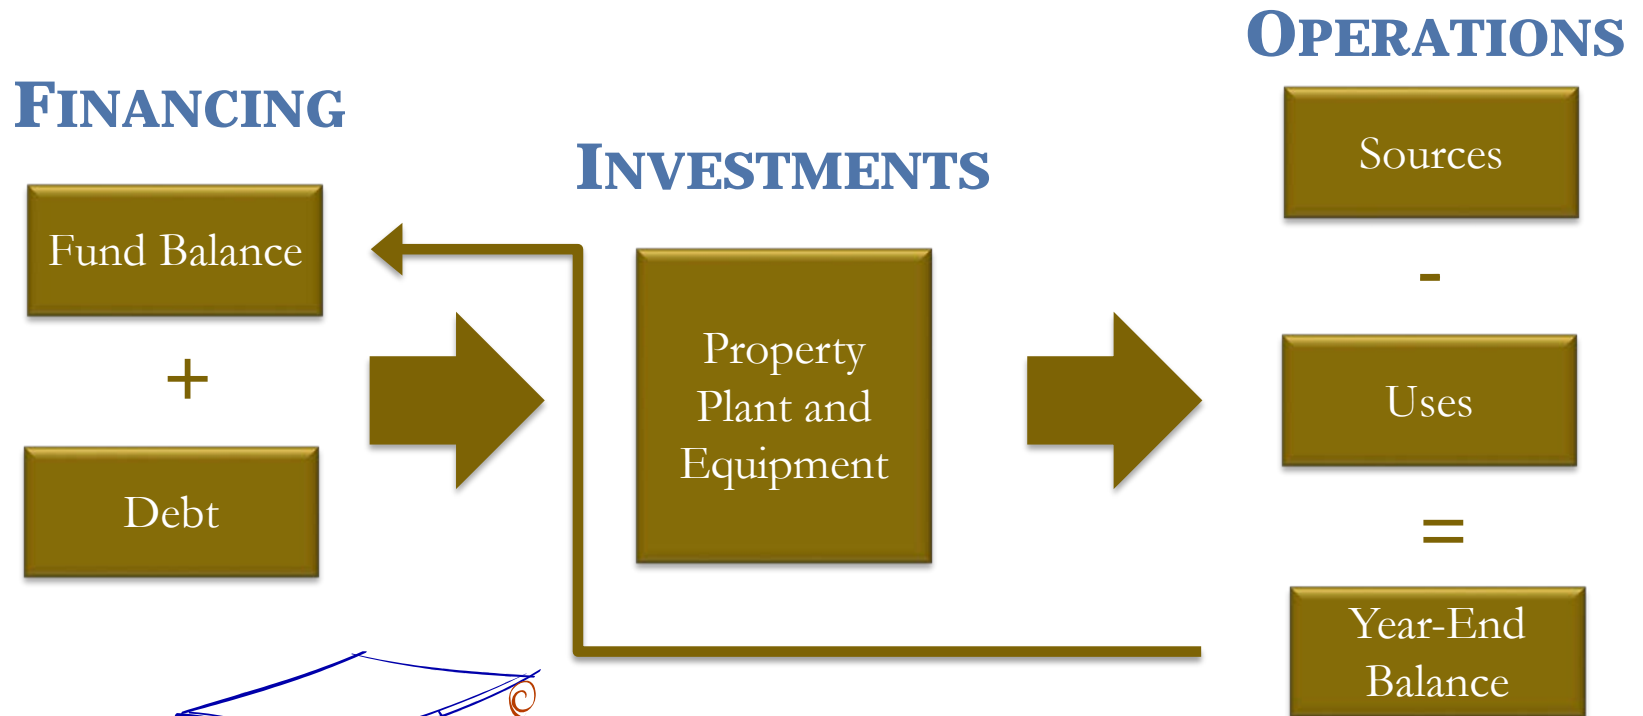 FINANCING
Fund Balance
+
Debt
INVESTMENTS
Property
Plant and
Equipment
OPERATIONS
Sources
-
Uses
=
Year-End
Balance